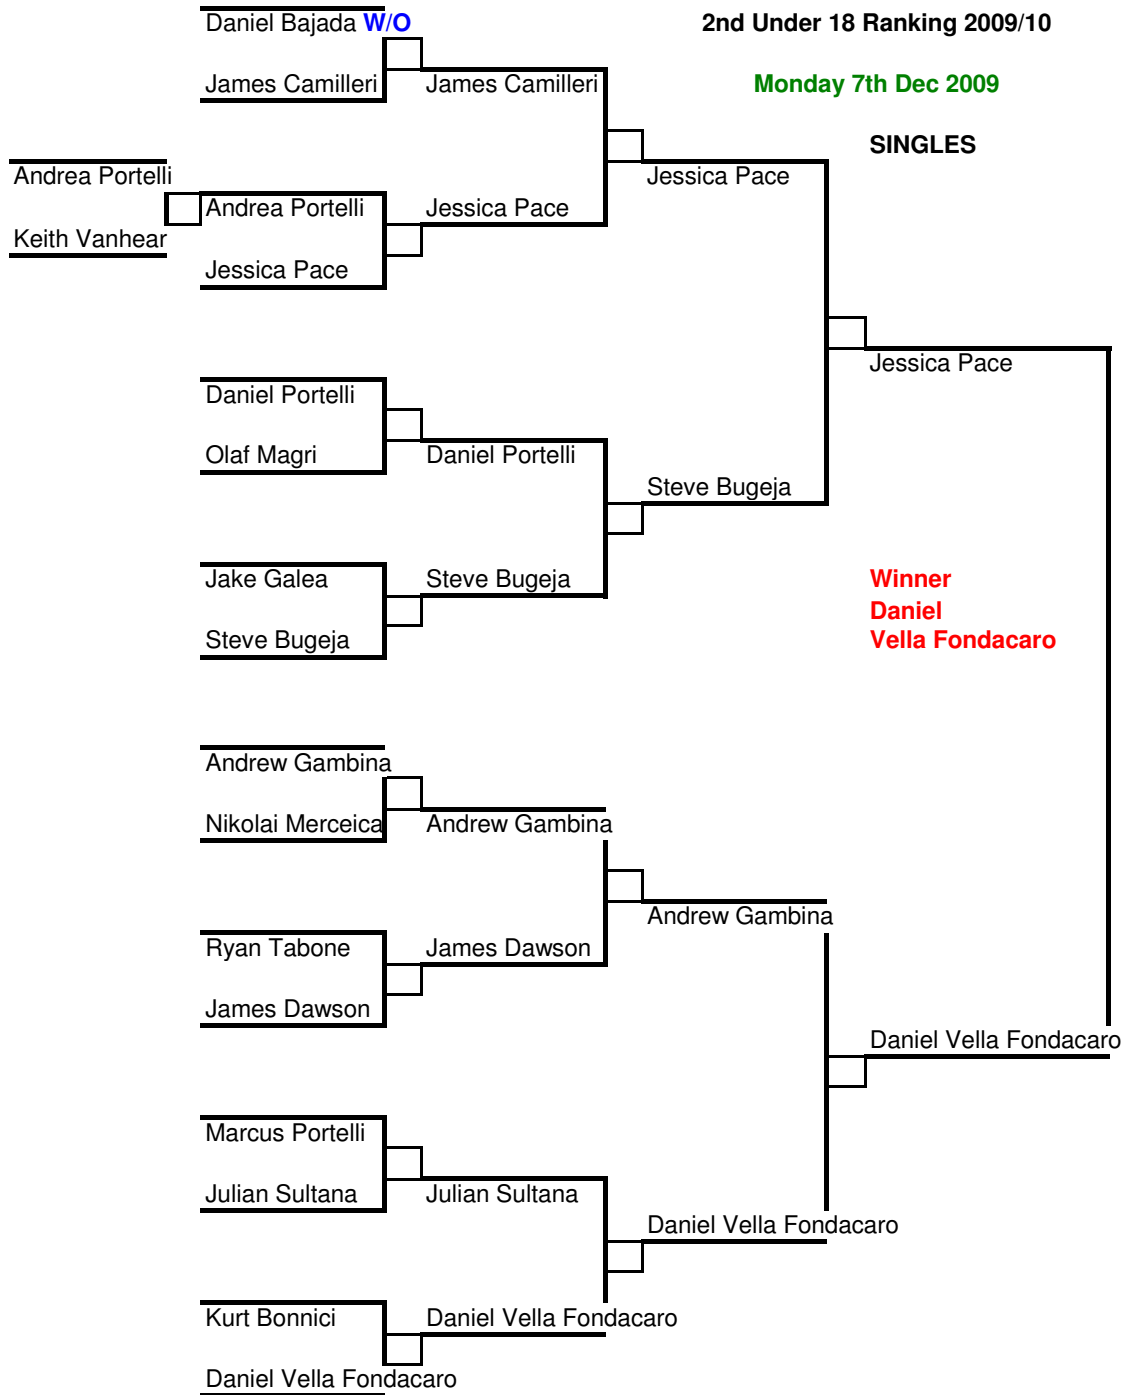 Daniel Bajada W/O
2nd Under 18 Ranking 2009/10
James Camilleri
James Camilleri
Monday 7th Dec 2009
SINGLES
Andrea Portelli
Jessica Pace
Andrea Portelli
Jessica Pace
Keith Vanhear
Jessica Pace
Jessica Pace
Daniel Portelli
Olaf Magri
Daniel Portelli
Steve Bugeja
Jake Galea
Steve Bugeja
Winner
Daniel
Steve Bugeja
Vella Fondacaro
Andrew Gambina
Nikolai Merceica
Andrew Gambina
Andrew Gambina
Ryan Tabone
James Dawson
James Dawson
Daniel Vella Fondacaro
Marcus Portelli
Julian Sultana
Julian Sultana
Daniel Vella Fondacaro
Kurt Bonnici
Daniel Vella Fondacaro
Daniel Vella Fondacaro